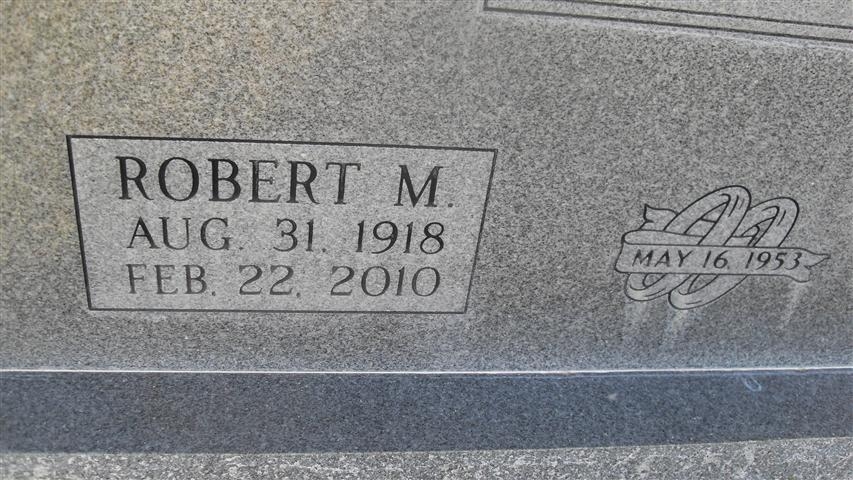 ROBERT M.
AUG. 31, 1918
FEB. 22, 2010
MAY 16, 1953